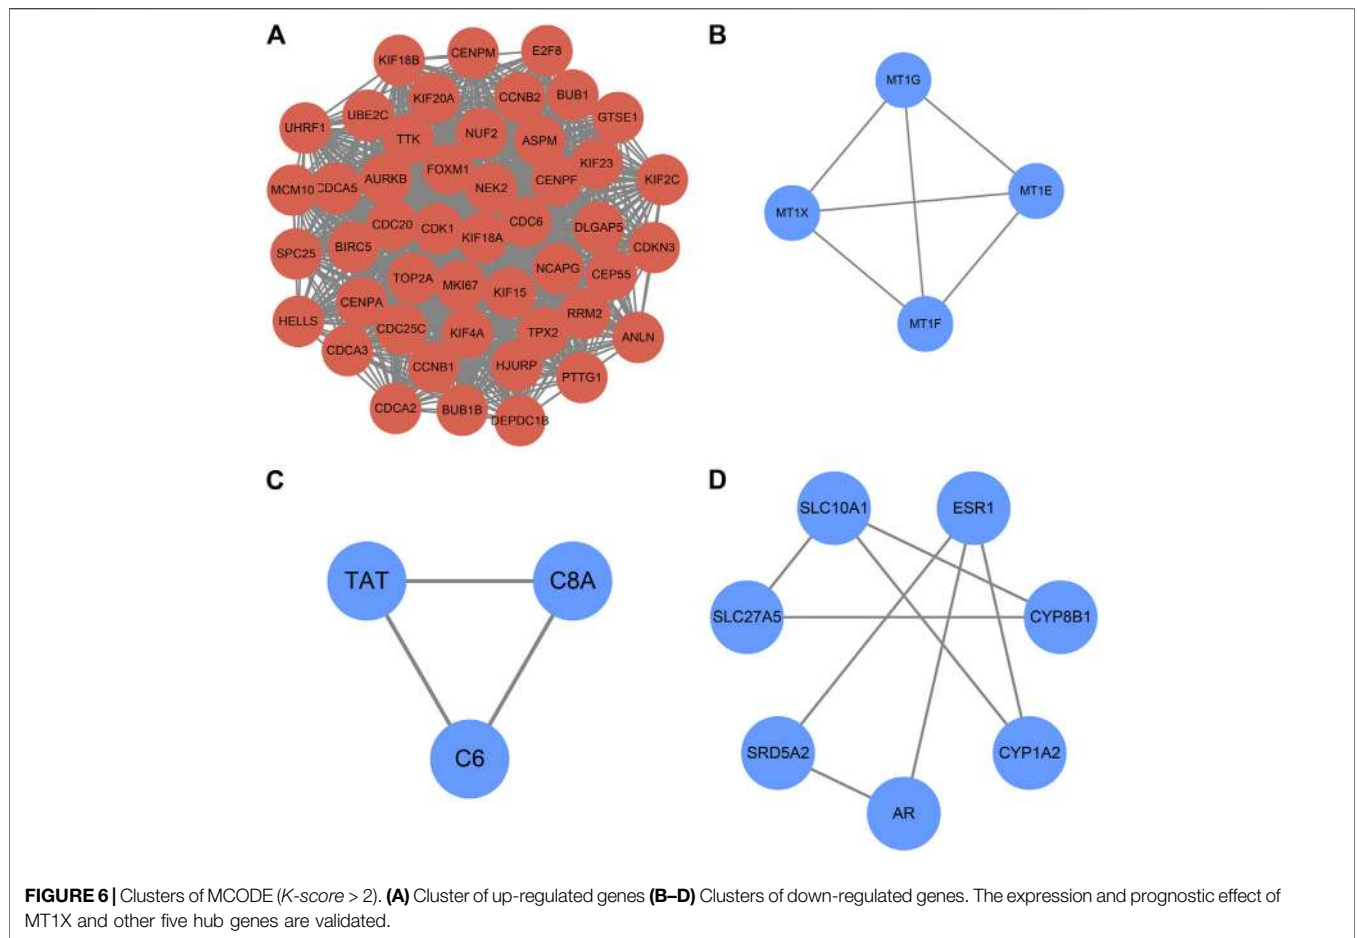 A
KIF18B CENPM E2F8
KIF20A CCNB2 BUB1
UBE2C GTSE1
UHRF1 TTK NUF2 ASPM
FOXM1 KIF23
MCM10 CDCA5 AURKB NEK2 CENPF KIF2C
CDC20 CDK1 KIF18A CDC6 DLGAP5
SPC25 BIRC5 CDKN3
TOP2A MKI67 KIF15 NCAPG CEP55
HELLS CENPA RRM2
CDC25C KIF4A TPX2 ANLN
CDCA3 CCNB1 HJURP PTTG1
CDCA2 BUB1B DEPDC1B
B
MT1G
MT1E
MT1X
MT1F
C
TAT C8A
C6
D
SLC10A1 ESR1
SLC27A5 CYP8B1
SRD5A2 CYP1A2
AR
FIGURE 6 | Clusters of MCODE (K-score > 2). (A) Cluster of up-regulated genes (B–D) Clusters of down-regulated genes. The expression and prognostic effect of
MT1X and other five hub genes are validated.